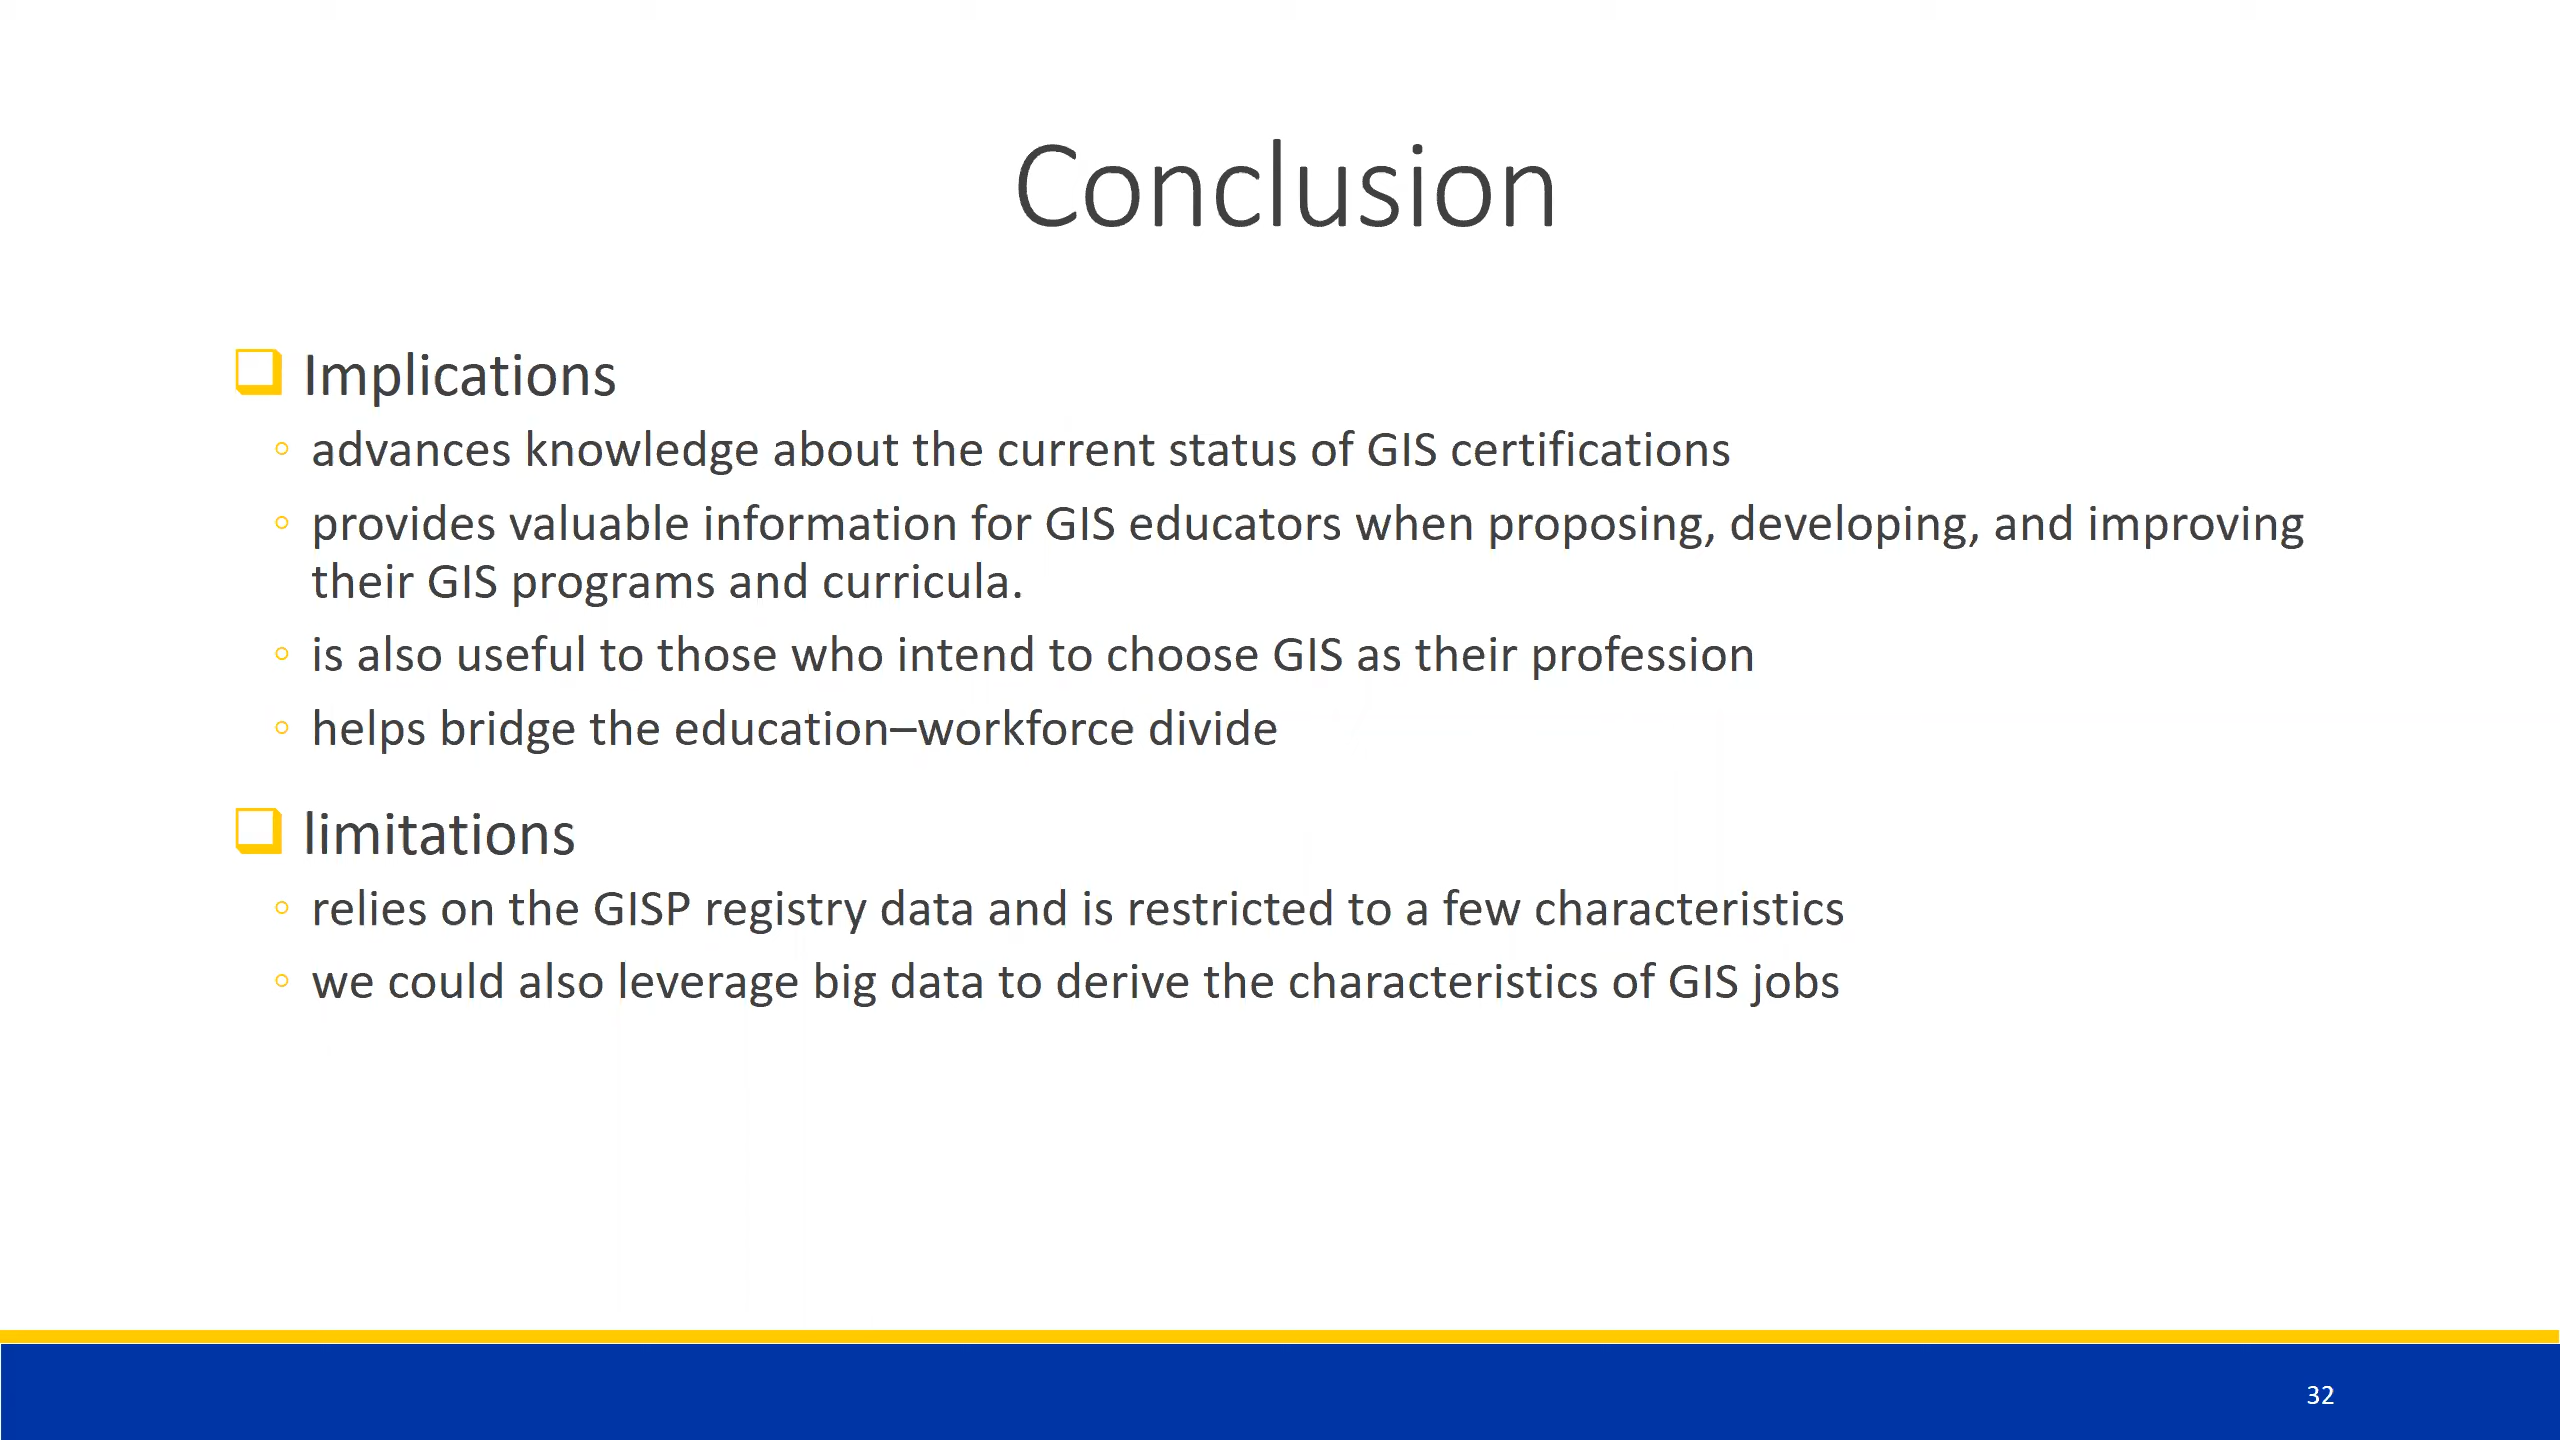 Conclusion
Implications
advances knowledge about the current status of GIS certifications
provides valuable information for GIS educators when proposing, developing, and improving
their GIS programs and curricula.
is also useful to those who intend to choose GIS as their profession
helps bridge the education–workforce divide
limitations
relies on the GISP registry data and is restricted to a few characteristics
we could also leverage big data to derive the characteristics of GIS jobs
32